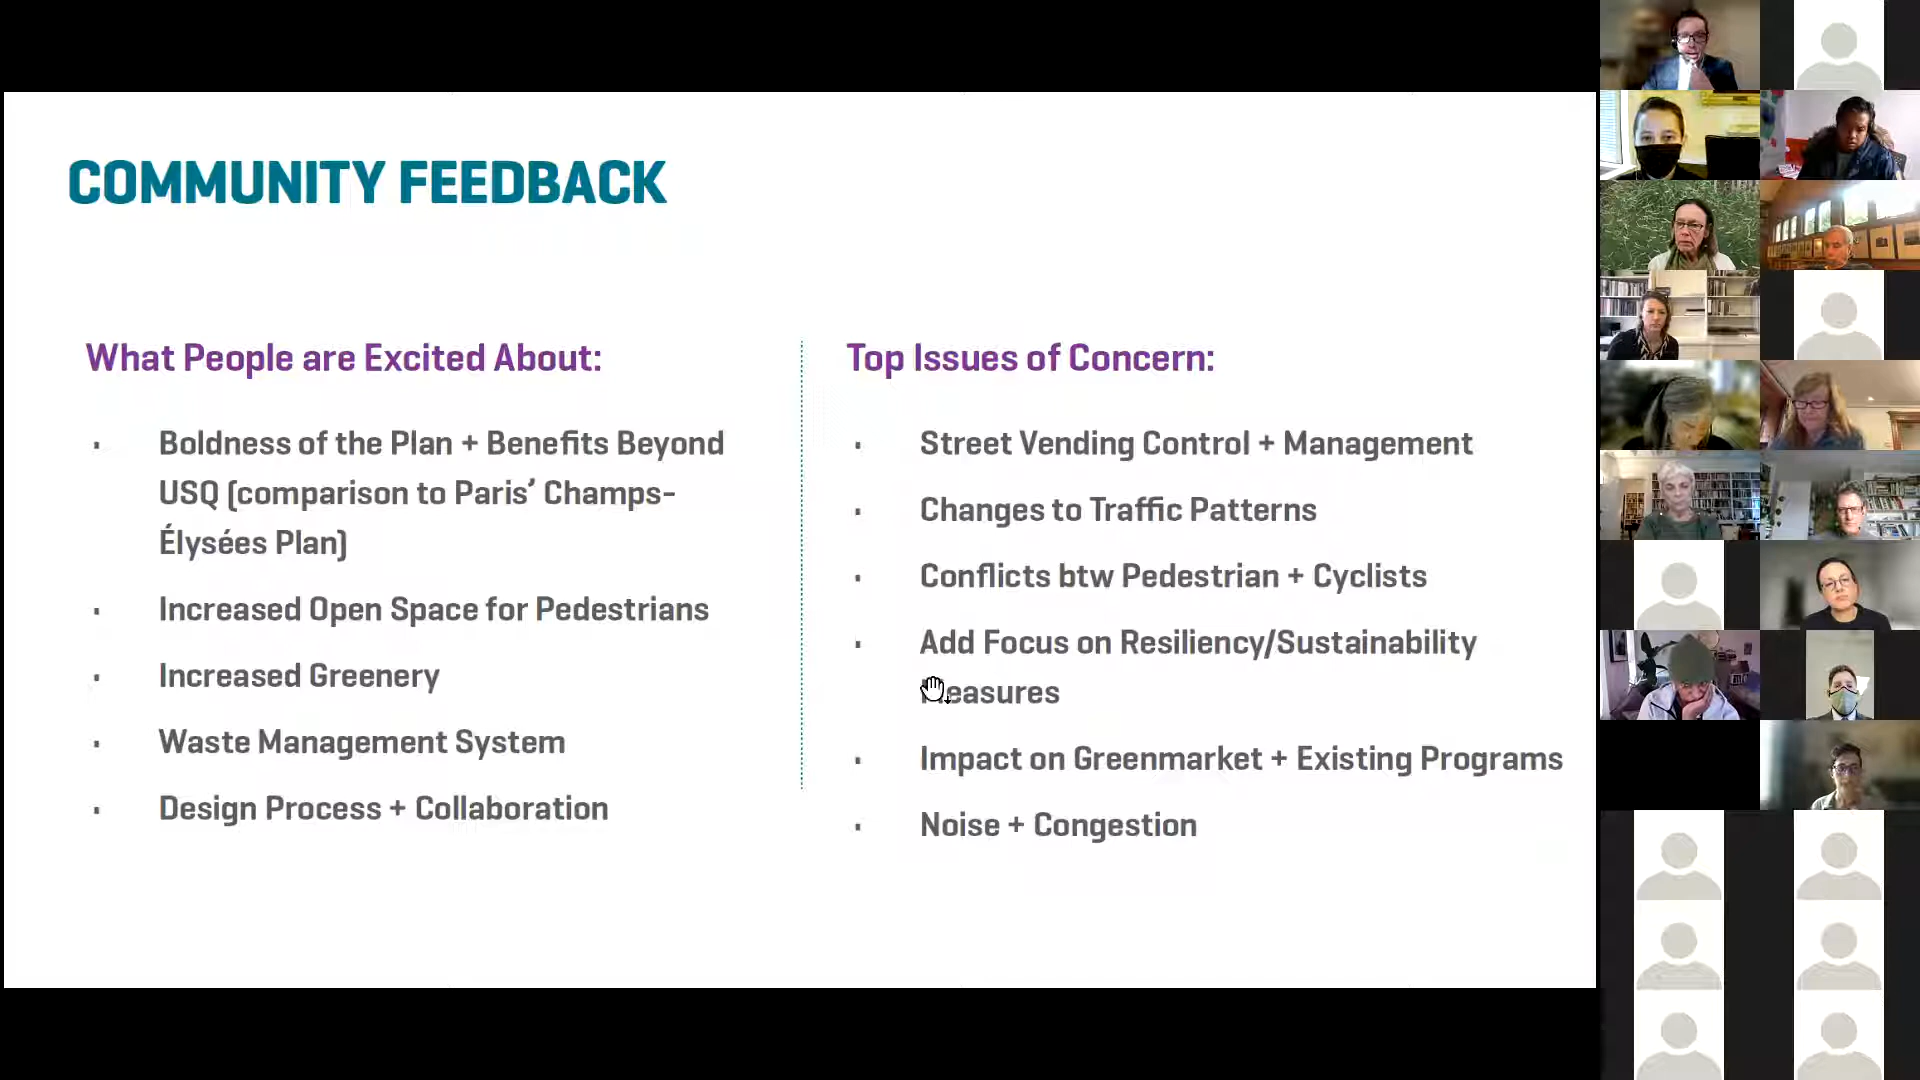 COMMUNITY FEEDBACK
What People are Excited About:
· Boldness of the Plan + Benefits Beyond
USQ (comparison to Paris’ Champs-
Élysées Plan)
· Increased Open Space for Pedestrians
· Increased Greenery
· Waste Management System
· Design Process + Collaboration
Top Issues of Concern:
· Street Vending Control + Management
· Changes to Traffic Patterns
· Conflicts btw Pedestrian + Cyclists
· Add Focus on Resiliency/Sustainability
Measures
· Impact on Greenmarket + Existing Programs
· Noise + Congestion